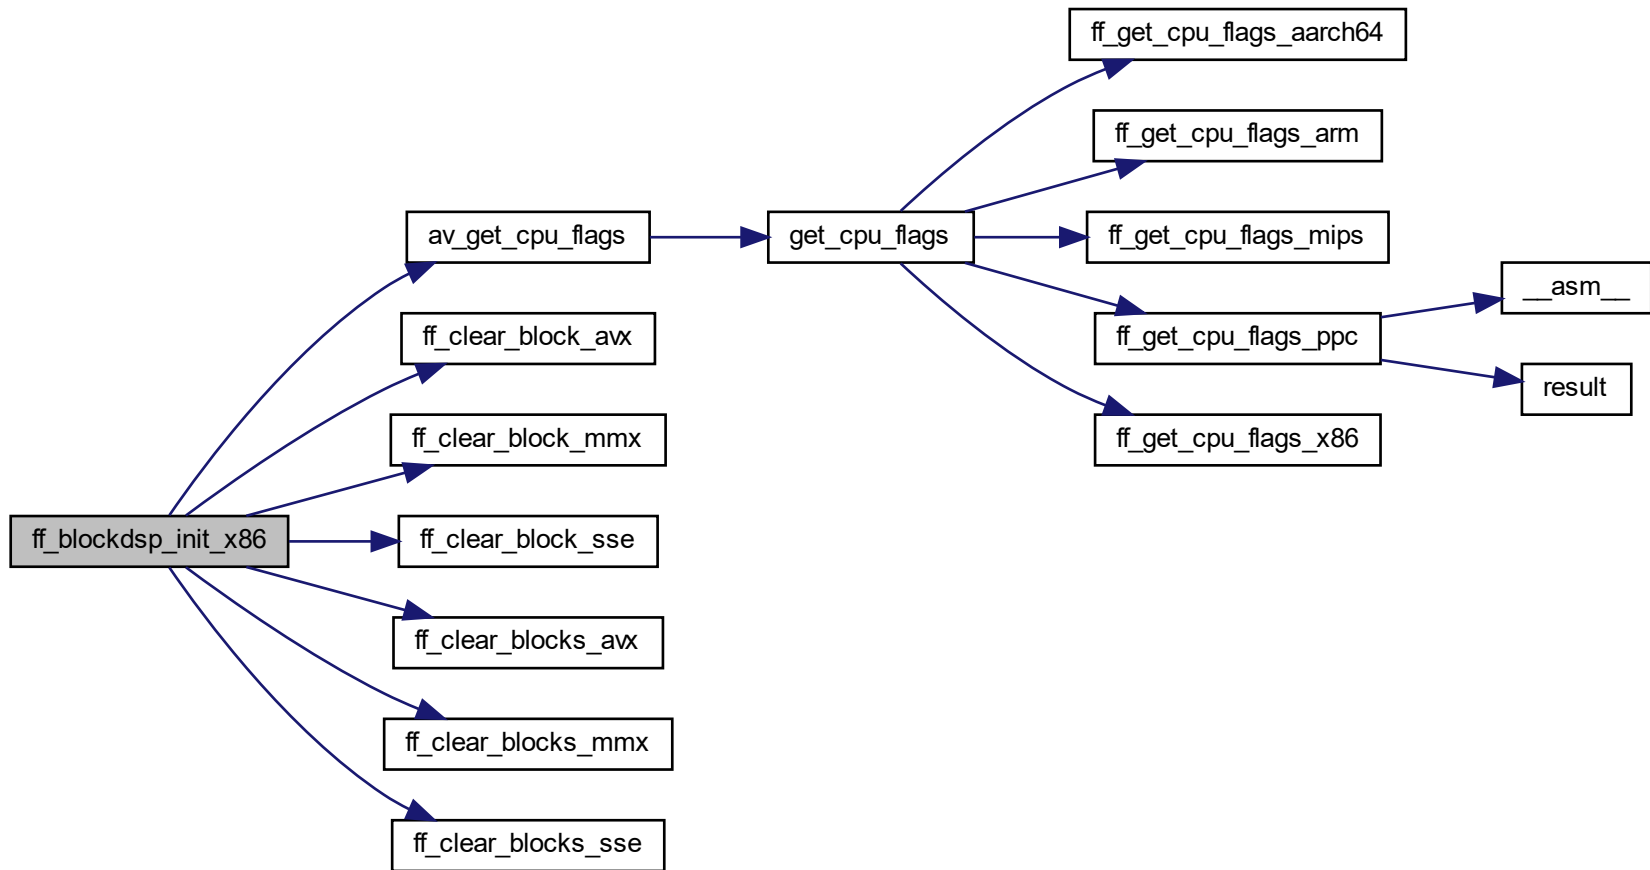 ff_get_cpu_flags_aarch64
ff_get_cpu_flags_arm
av_get_cpu_flags
get_cpu_flags
ff_get_cpu_flags_mips
__asm__
ff_clear_block_avx
ff_get_cpu_flags_ppc
result
ff_clear_block_mmx
ff_get_cpu_flags_x86
ff_blockdsp_init_x86
ff_clear_block_sse
ff_clear_blocks_avx
ff_clear_blocks_mmx
ff_clear_blocks_sse